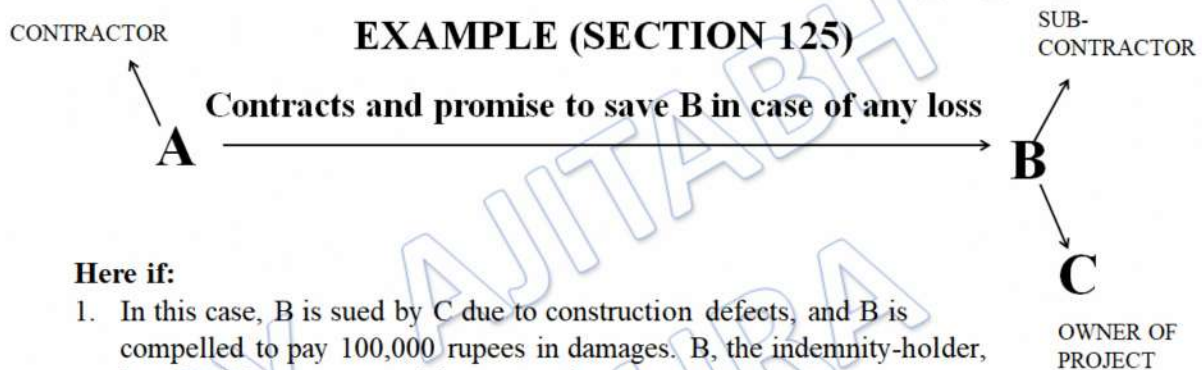 CONTRACTOR
EXAMPLE (SECTION 125)
SUB-
CONTRACTOR
Contracts and promise to save B in case of any loss
A
B
C
OWNER OF
PROJECT
Here if:
1. In this case, B is sued by C due to construction defects, and B is
compelled to pay 100,000 rupees in damages. B, the indemnity-holder,
AJITABH